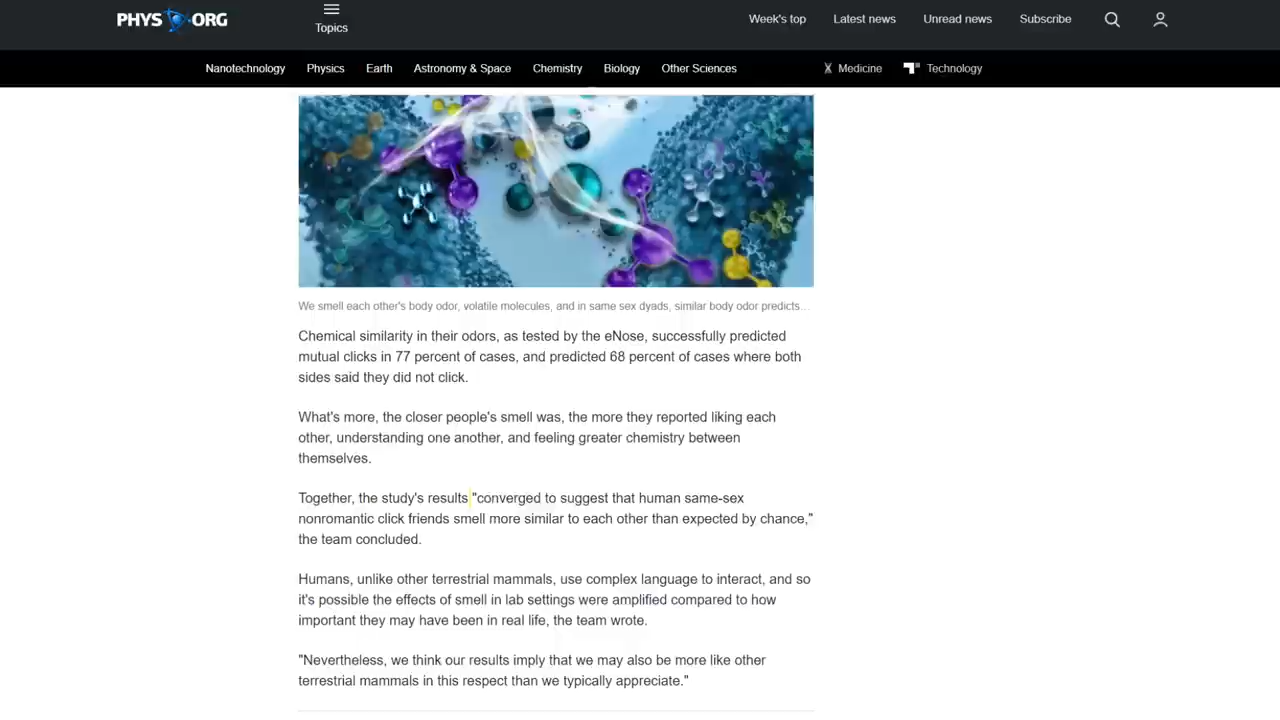 PHYS ORG
Topics
Week's top
Latest news
Unread news
Subscribe
Nanotechnology
Physics
Earth
Astronomy & Space
Chemistry
Biology
Other Sciences
Medicine
Technology
We smell each other's body odor, volatile molecules, and in same sex dyads, similar body odor predicts...
Chemical similarity in their odors, as tested by the eNose, successfully predicted
mutual clicks in 77 percent of cases, and predicted 68 percent of cases where both
sides said they did not click.
What's more, the closer people's smell was, the more they reported liking each
other, understanding one another, and feeling greater chemistry between
themselves.
Together, the study's results "converged to suggest that human same-sex
nonromantic click friends smell more similar to each other than expected by chance,"
the team concluded.
Humans, unlike other terrestrial mammals, use complex language to interact, and so
it's possible the effects of smell in lab settings were amplified compared to how
important they may have been in real life, the team wrote.
"Nevertheless, we think our results imply that we may also be more like other
terrestrial mammals in this respect than we typically appreciate."